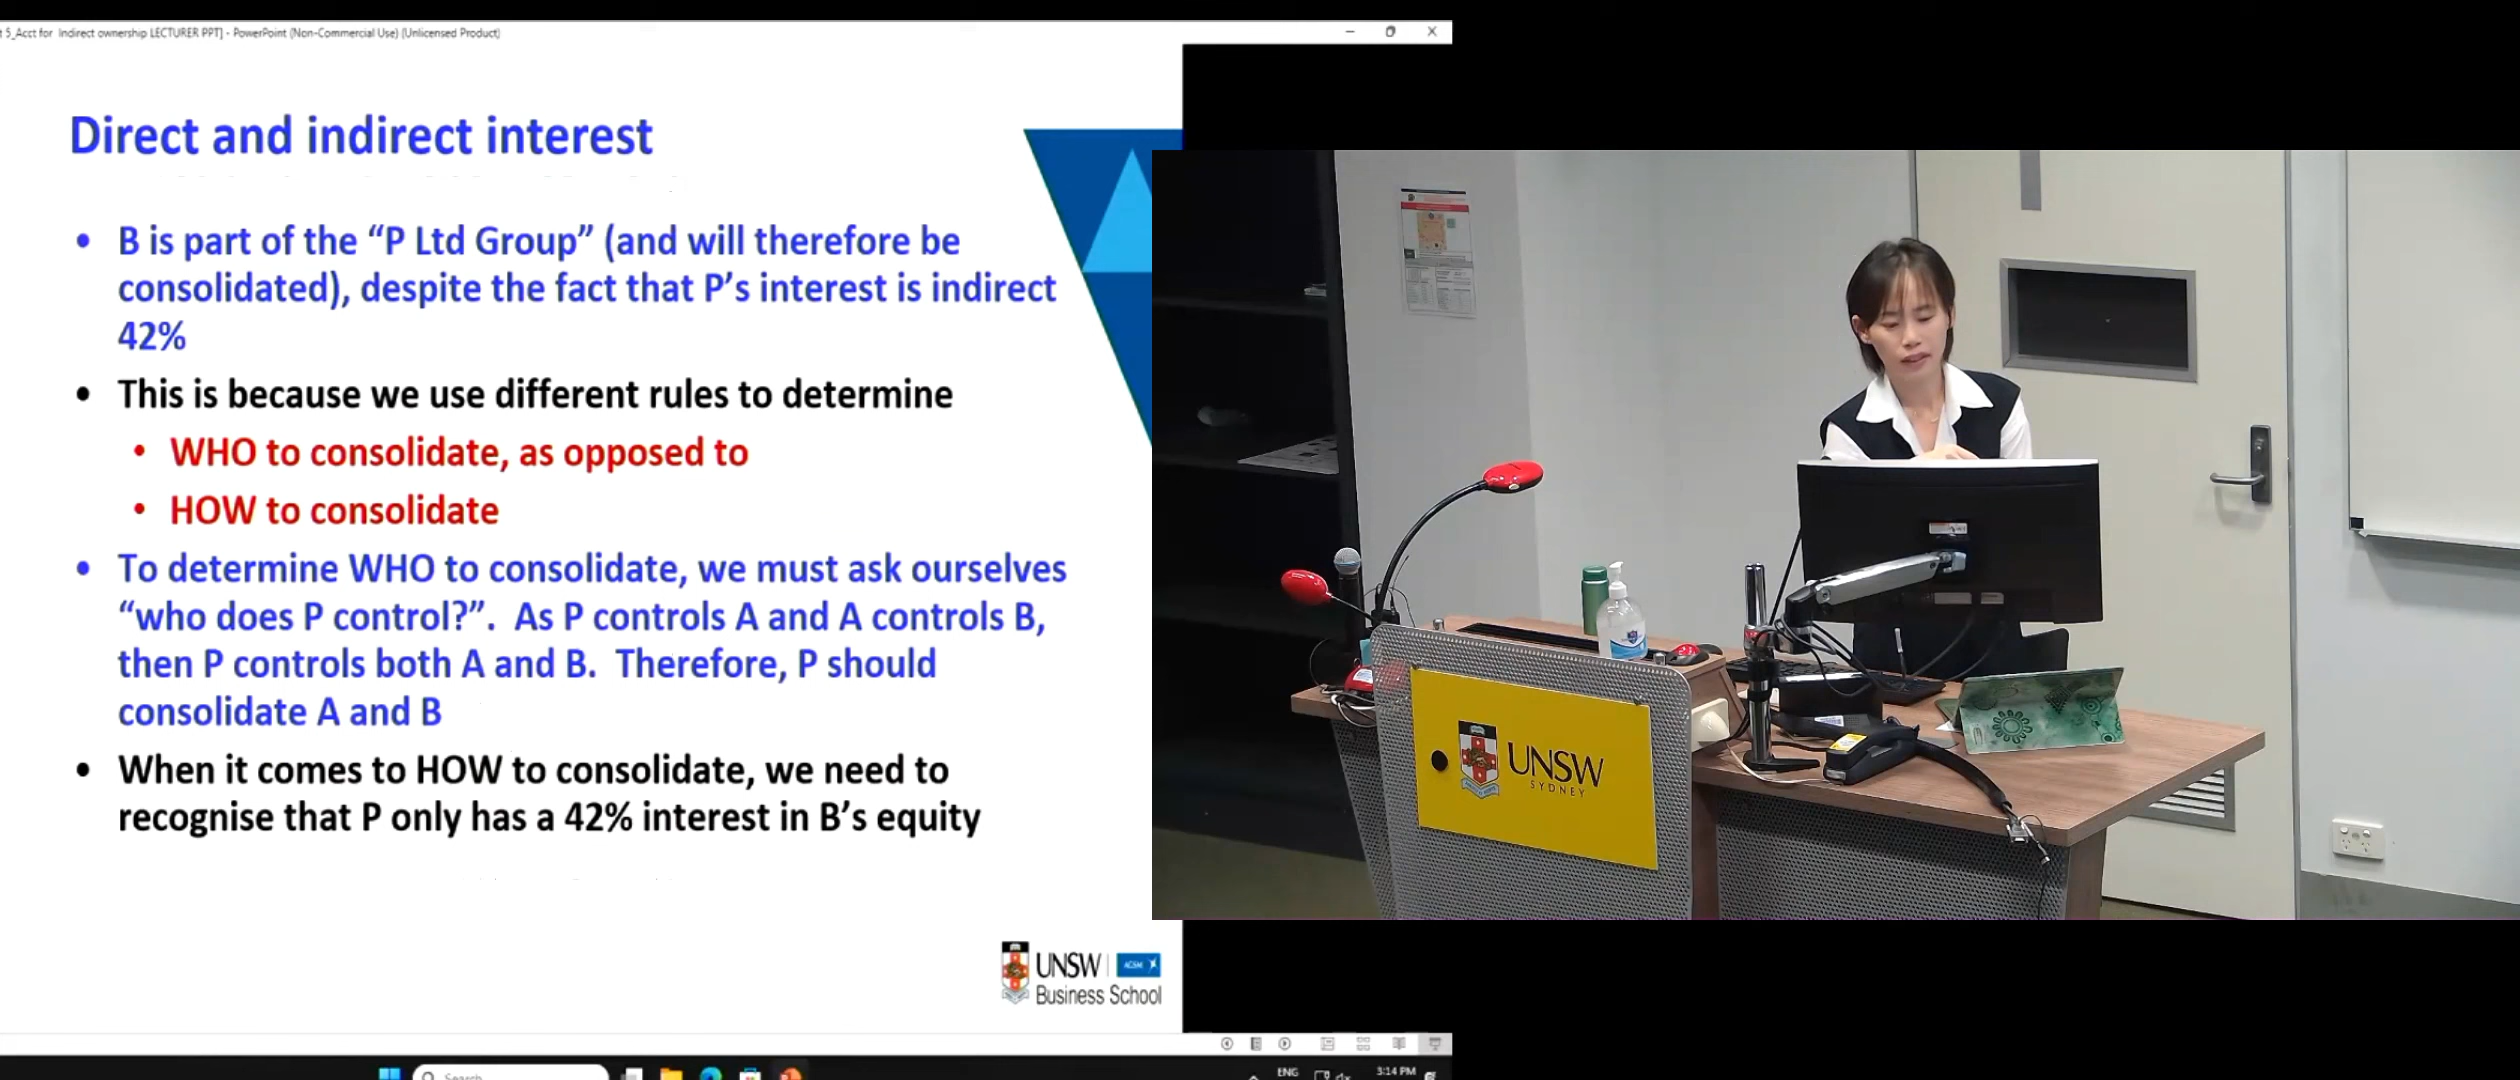 t 5_Acct for Indirect ownership LECTURER PPT] - PowerPoint (Non-Commercial Use) (Unlicensed Product)
Direct and indirect interest
• B is part of the “P Ltd Group” (and will therefore be
consolidated), despite the fact that P’s interest is indirect
42%
• This is because we use different rules to determine
• WHO to consolidate, as opposed to
• HOW to consolidate
• To determine WHO to consolidate, we must ask ourselves
“who does P control?”. As P controls A and A controls B,
then P controls both A and B. Therefore, P should
consolidate A and B
• When it comes to HOW to consolidate, we need to
recognise that P only has a 42% interest in B’s equity
UNSW
AGSM
Business School
Search
ENG
3:14 PM
UNSW
SYDNEY